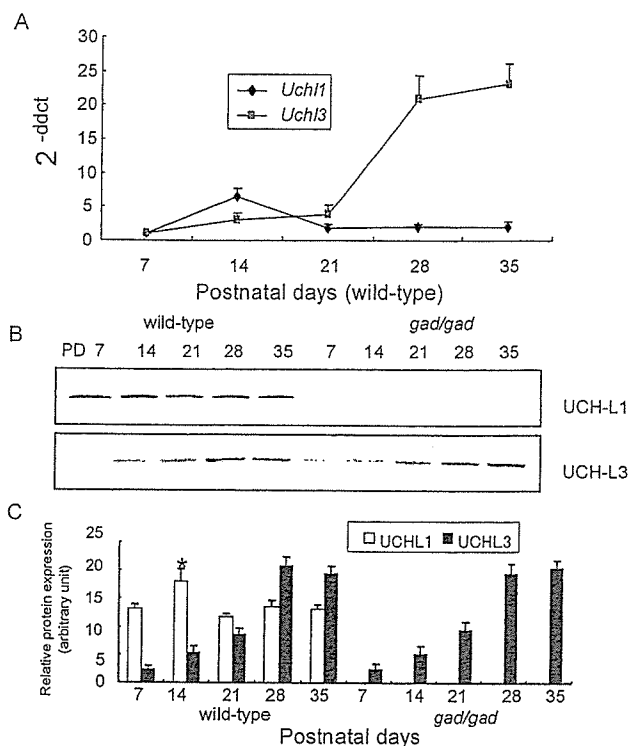 A
2 -ddct
30
25
20
15
10
5
0
Uchl1
Uchl3
7 14 21 28 35
Postnatal days (wild-type)
B
wild-type gad/gad
PD 7 14 21 28 35 7 14 21 28 35
UCH-L1
UCH-L3
C
Relative protein expression
(arbitrary unit)
25
20
15
10
5
0
*
UCHL1 UCHL3
7 14 21 28 35 7 14 21 28 35
wild-type gad/gad
Postnatal days